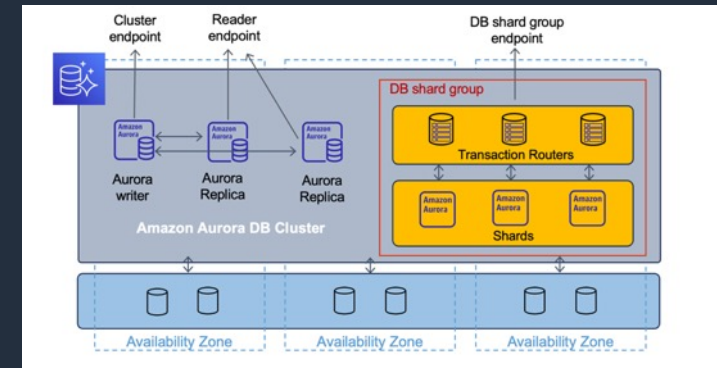 Cluster
endpoint
Reader
endpoint
DB shard group
endpoint
DB shard group
Amazon
Aurora
Amazon
Aurora
Amazon
Aurora
Transaction Routers
Aurora
writer
Aurora
Replica
Aurora
Replica
Amazon
Aurora
Amazon
Aurora
Amazon
Aurora
Amazon Aurora DB Cluster
Shards
Availability Zone
Availability Zone
Availability Zone